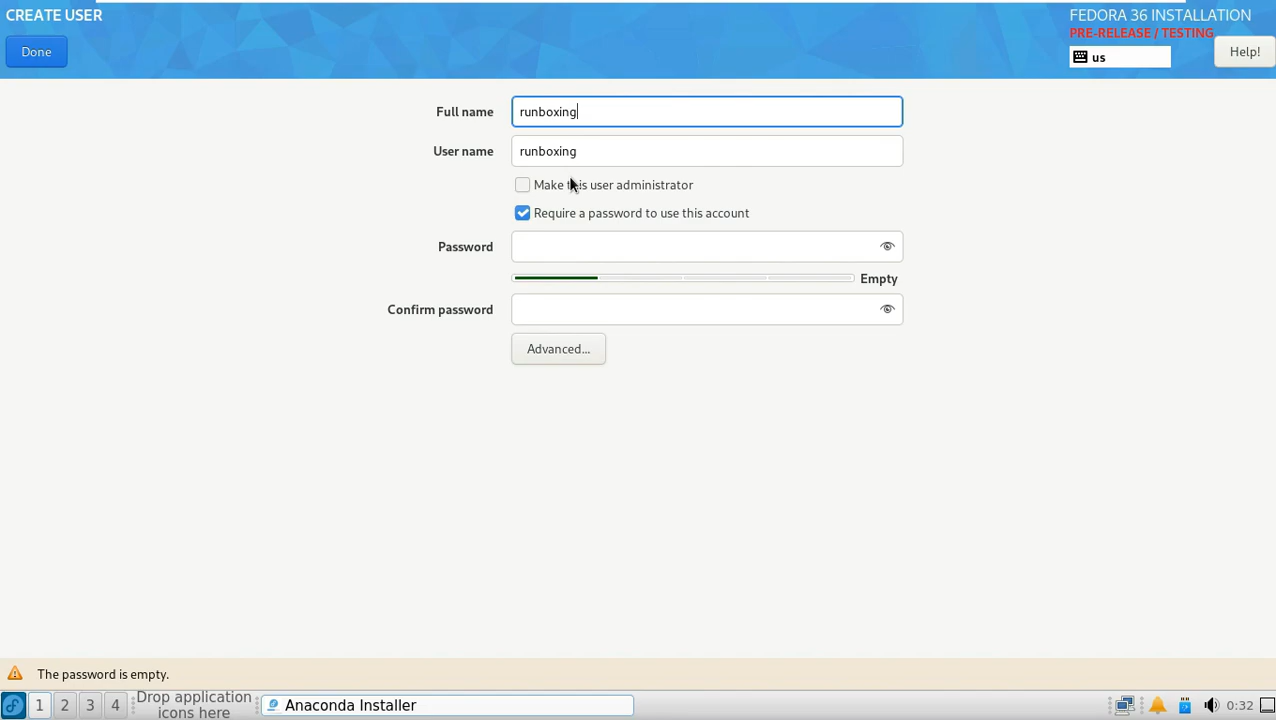 CREATE USER
FEDORA 36 INSTALLATION
PRE-RELEASE / TESTING
Done
us
Help!
Full name
runboxing
User name
runboxing
Make this user administrator
Require a password to use this account
Password
Empty
Confirm password
Advanced...
The password is empty.
1
2
3
4
Drop application
icons here
Anaconda Installer
0:32